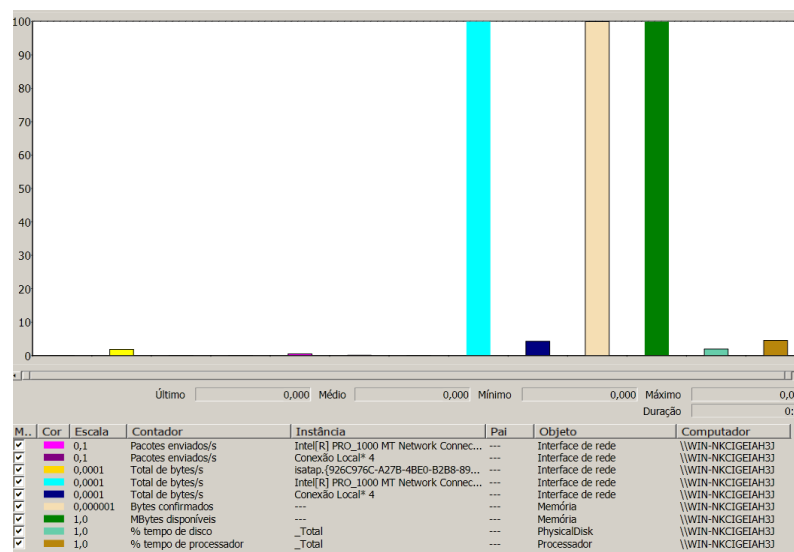 100
90
80
70
60
50
40
30
20
10
0
Último 0,000 Médio 0,000 Mínimo 0,000 Máximo 0,0
Duração 0:
M.. Cor Escala Contador Instância Pai Objeto Computador
0,1 Pacotes enviados/s Intel[R] PRO_1000 MT Network Connec... --- Interface de rede \\WIN-NKCIGEIAH3J
0,1 Pacotes enviados/s Conexão Local* 4 --- Interface de rede \\WIN-NKCIGEIAH3J
0,0001 Total de bytes/s isatap.{926C976C-A27B-4BE0-B2B8-89... --- Interface de rede \\WIN-NKCIGEIAH3J
0,0001 Total de bytes/s Intel[R] PRO_1000 MT Network Connec... --- Interface de rede \\WIN-NKCIGEIAH3J
0,0001 Total de bytes/s Conexão Local* 4 --- Interface de rede \\WIN-NKCIGEIAH3J
0,000001 Bytes confirmados --- --- Memória \\WIN-NKCIGEIAH3J
1,0 MBytes disponíveis --- --- Memória \\WIN-NKCIGEIAH3J
1,0 % tempo de disco _Total --- PhysicalDisk \\WIN-NKCIGEIAH3J
1,0 % tempo de processador _Total --- Processador \\WIN-NKCIGEIAH3J